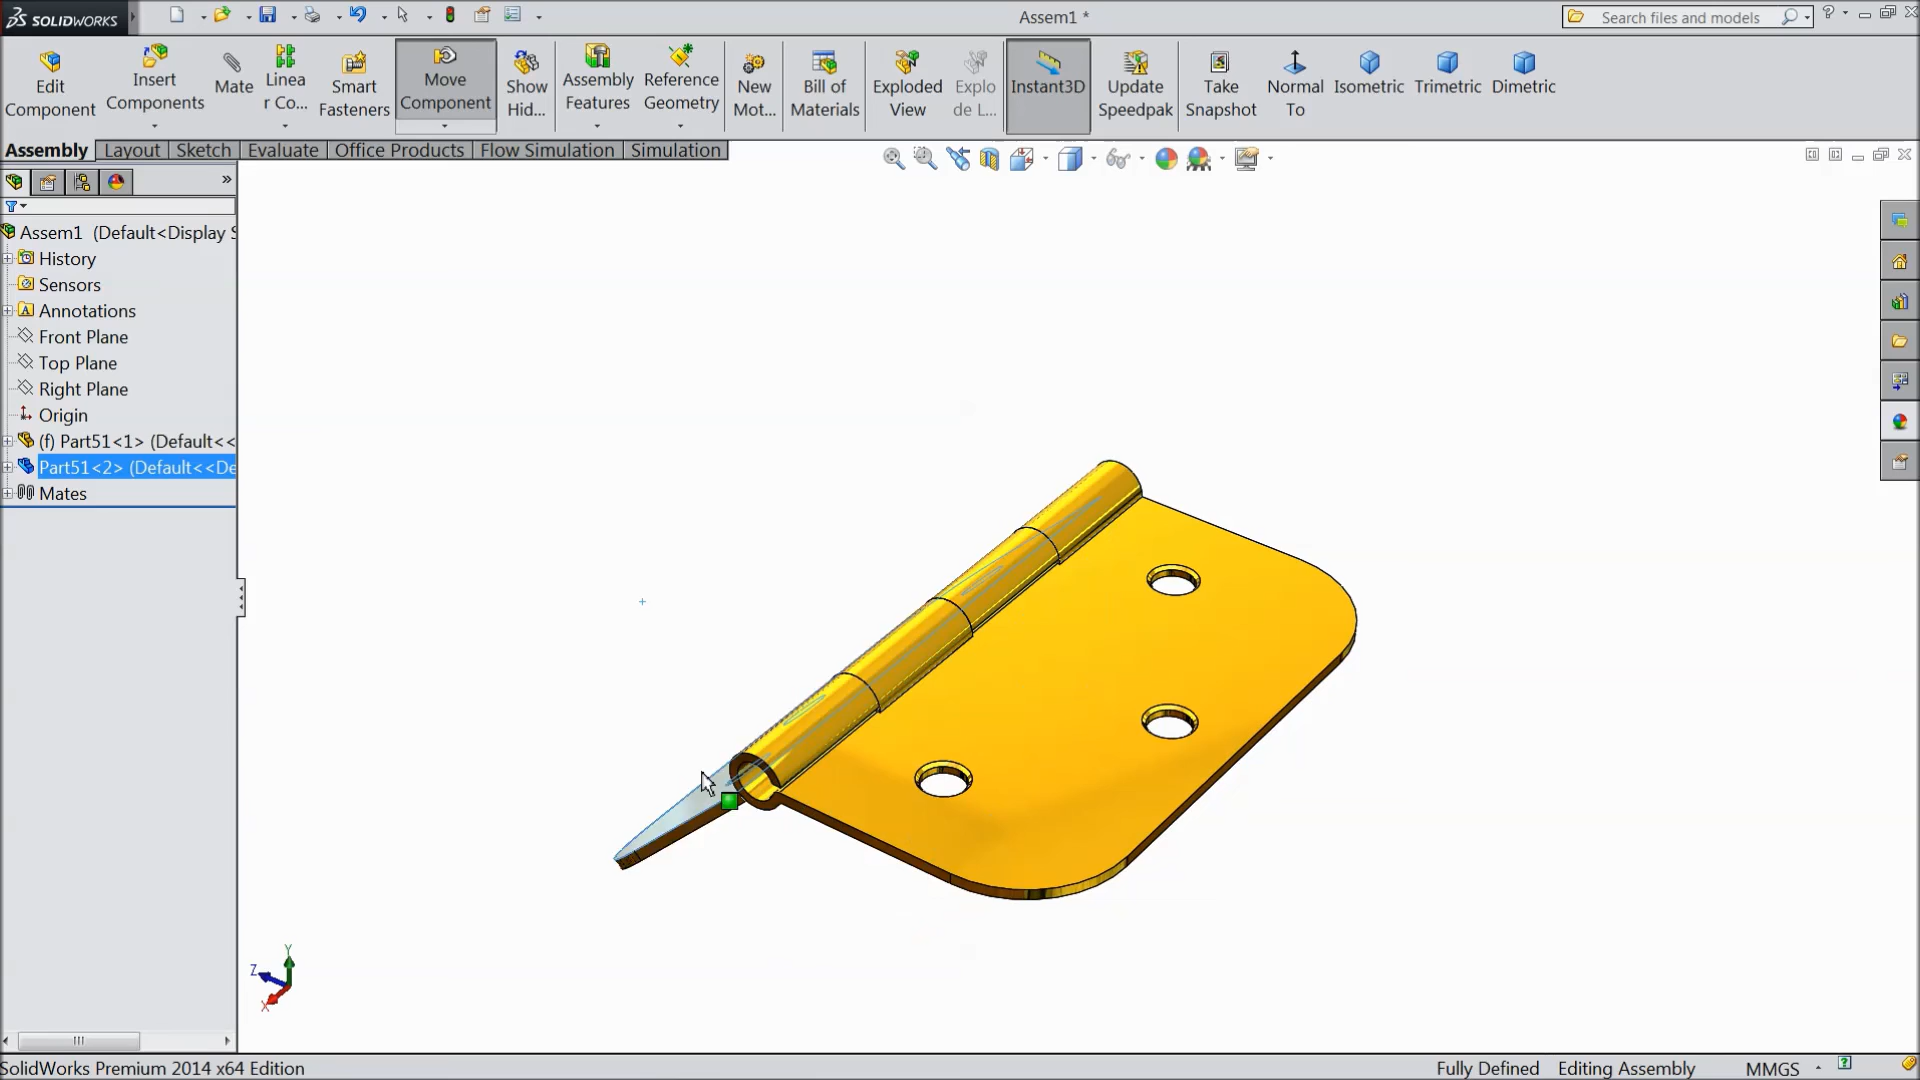 SOLIDWORKS
Assem1 *
Search files and models
Edit Component
Insert Components
Mate
Linea r Co...
Smart Fasteners
Move Component
Show Hid...
Assembly Features
Reference Geometry
New Mot...
Bill of Materials
Exploded View
Explo de L...
Instant3D
Update Speedpak
Take Snapshot
Normal To
Isometric
Trimetric
Dimetric
Assembly Layout Sketch Evaluate Office Products Flow Simulation Simulation
Assem1 (Default<Display S
History
Sensors
Annotations
Front Plane
Top Plane
Right Plane
Origin
(f) Part51<1> (Default<<
Part51<2> (Default<<De
Mates
Y
Z
X
SolidWorks Premium 2014 x64 Edition
Fully Defined Editing Assembly MMGS